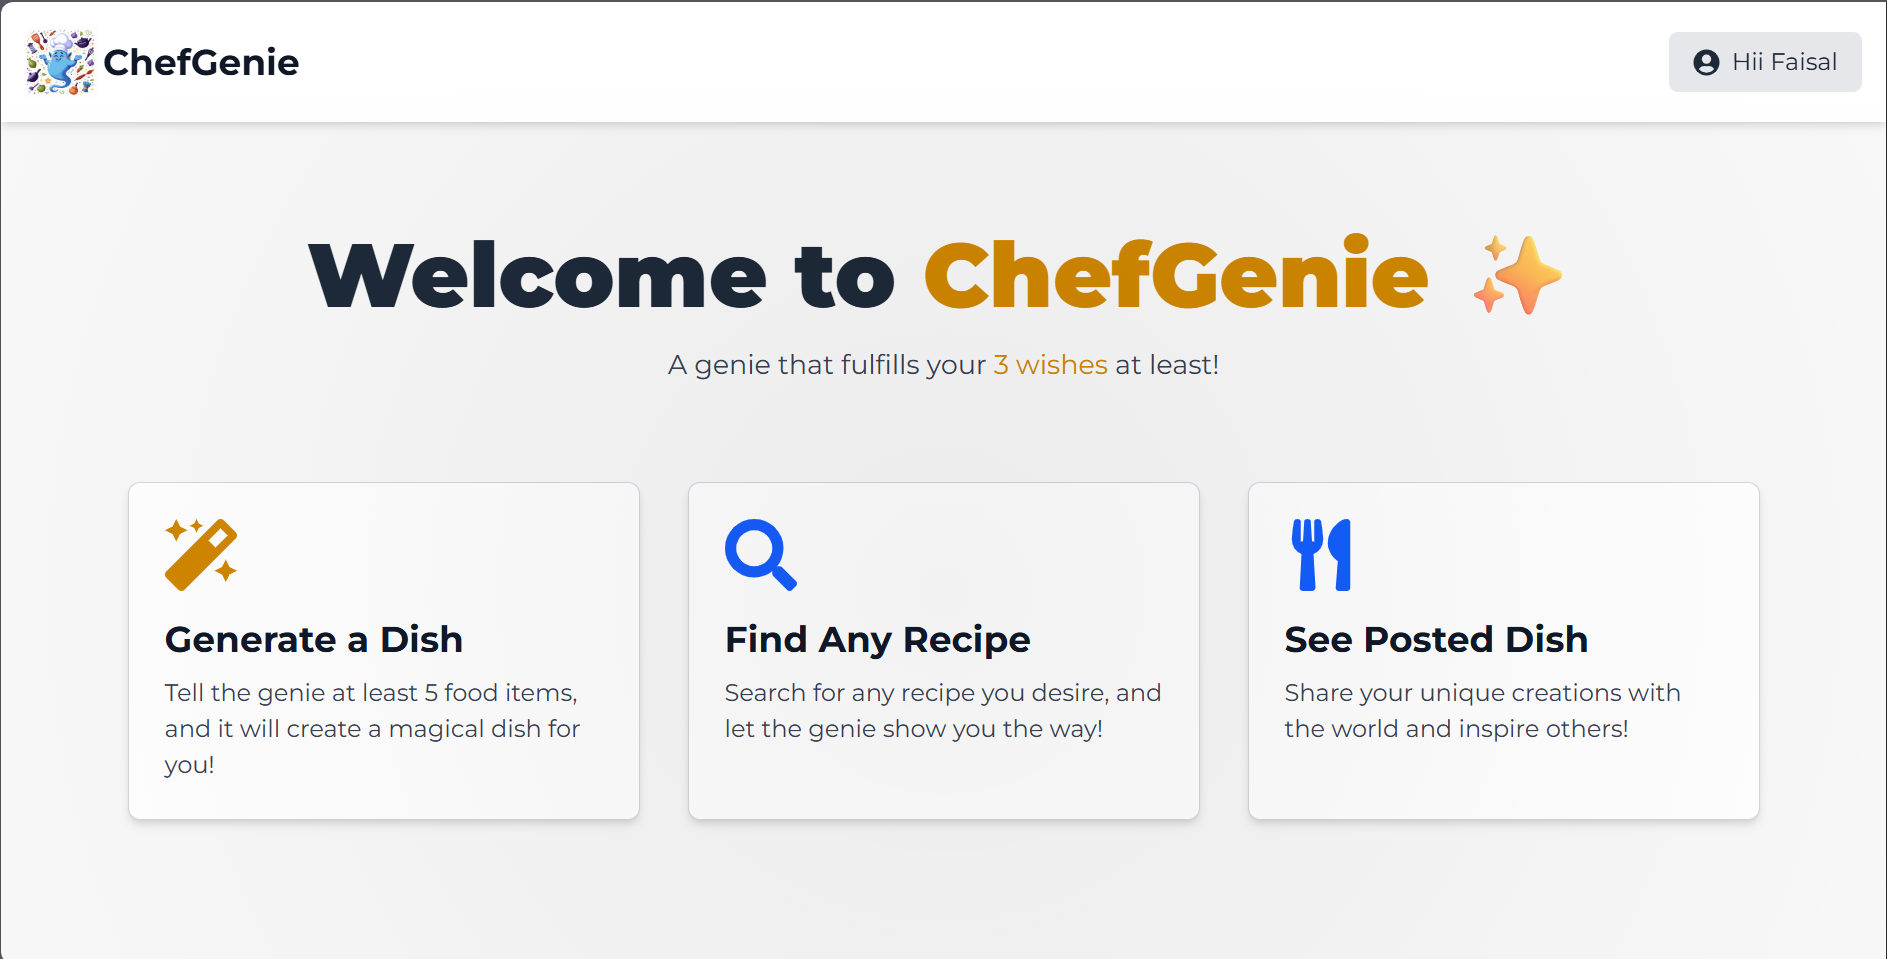 ChefGenie
Hii Faisal
Welcome to ChefGenie ✨
A genie that fulfills your 3 wishes at least!
Generate a Dish
Tell the genie at least 5 food items,
and it will create a magical dish for
you!
Find Any Recipe
Search for any recipe you desire, and
let the genie show you the way!
See Posted Dish
Share your unique creations with
the world and inspire others!